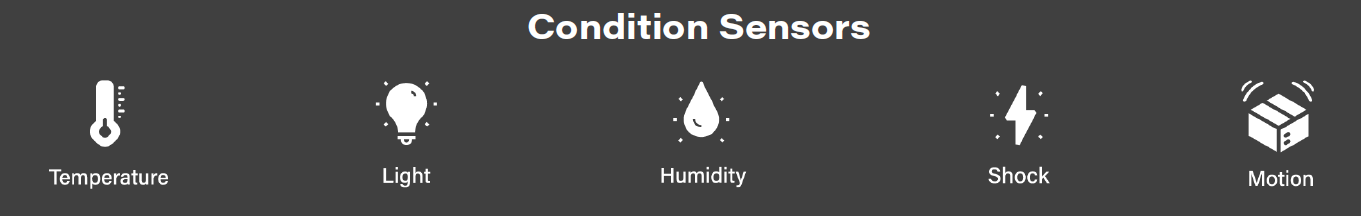 Condition Sensors
Temperature
Light
Humidity
Shock
Motion